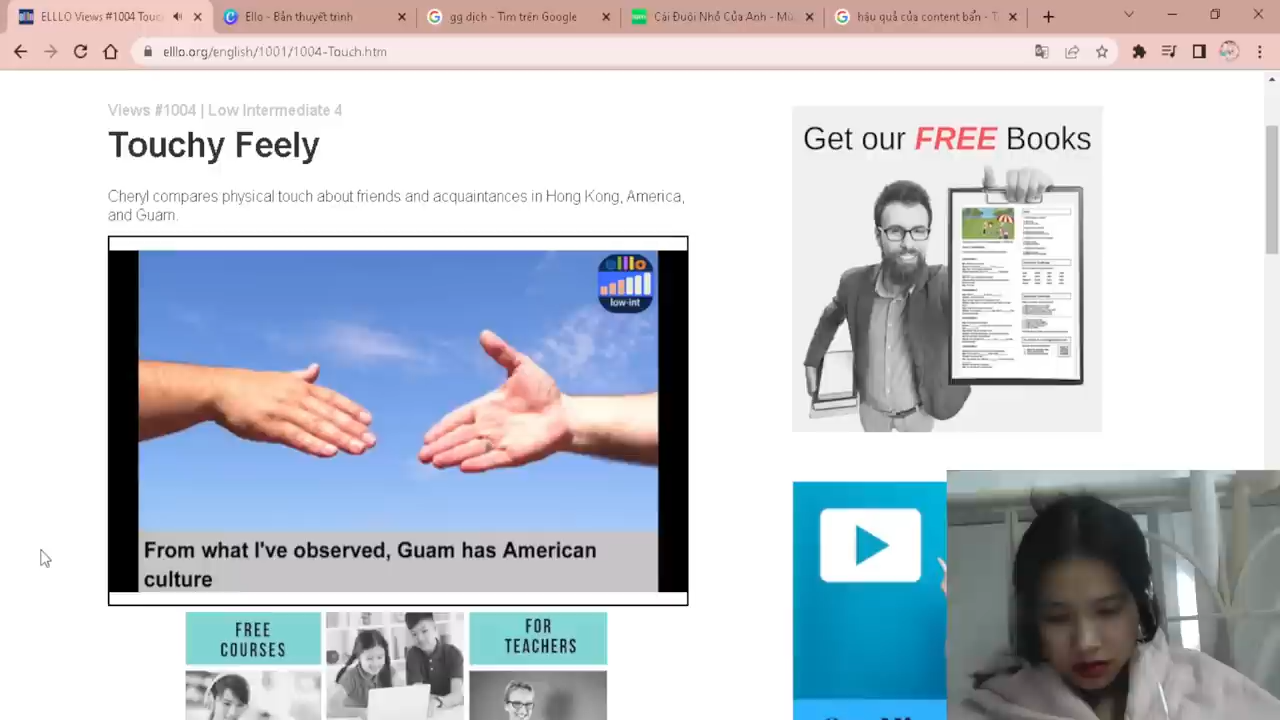 ELLLO Views #1004 Touc
Ello - Bản thuyết trình
gg dịch - Tìm trên Google
Cái Đuôi Nhỏ Của Anh - Mù
hậu quả của content bẩn - T
elllo.org/english/1001/1004-Touch.htm
Views #1004 | Low Intermediate 4
Touchy Feely
Cheryl compares physical touch about friends and acquaintances in Hong Kong, America,
and Guam.
low-int
From what I've observed, Guam has American
culture
FREE
COURSES
FOR
TEACHERS
Get our FREE Books